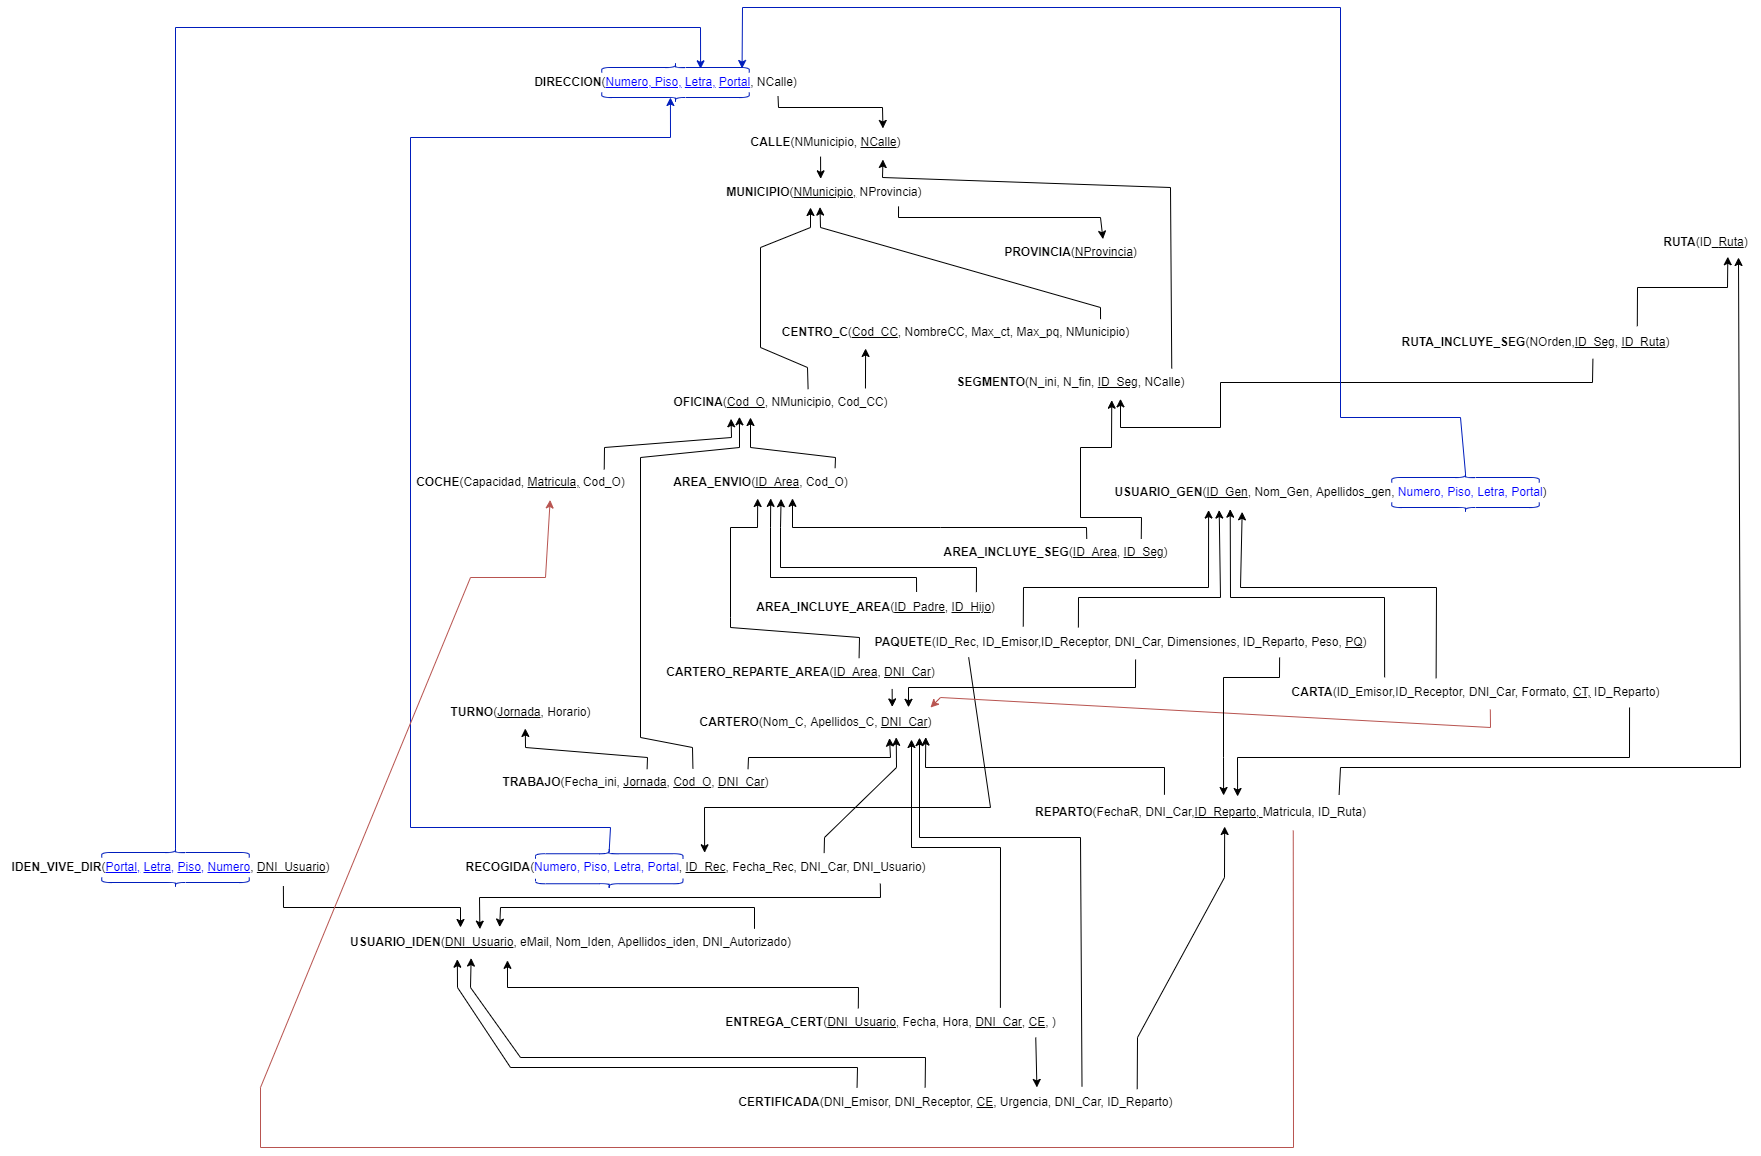 DIRECCION(Numero, Piso, Letra, Portal, NCalle)
CALLE(NMunicipio, NCalle)
MUNICIPIO(NMunicipio, NProvincia)
PROVINCIA(NProvincia)
RUTA(ID_Ruta)
CENTRO_C(Cod_CC, NombreCC, Max_ct, Max_pq, NMunicipio)
RUTA_INCLUYE_SEG(NOrden,ID_Seg, ID_Ruta)
SEGMENTO(N_ini, N_fin, ID_Seg, NCalle)
OFICINA(Cod_O, NMunicipio, Cod_CC)
COCHE(Capacidad, Matricula, Cod_O)
AREA_ENVIO(ID_Area, Cod_O)
USUARIO_GEN(ID_Gen, Nom_Gen, Apellidos_gen, Numero, Piso, Letra, Portal)
AREA_INCLUYE_SEG(ID_Area, ID_Seg)
AREA_INCLUYE_AREA(ID_Padre, ID_Hijo)
PAQUETE(ID_Rec, ID_Emisor,ID_Receptor, DNI_Car, Dimensiones, ID_Reparto, Peso, PQ)
CARTERO_REPARTE_AREA(ID_Area, DNI_Car)
CARTA(ID_Emisor,ID_Receptor, DNI_Car, Formato, CT, ID_Reparto)
TURNO(Jornada, Horario)
CARTERO(Nom_C, Apellidos_C, DNI_Car)
TRABAJO(Fecha_ini, Jornada, Cod_O, DNI_Car)
REPARTO(FechaR, DNI_Car,ID_Reparto, Matricula, ID_Ruta)
IDEN_VIVE_DIR(Portal, Letra, Piso, Numero, DNI_Usuario)
RECOGIDA(Numero, Piso, Letra, Portal, ID_Rec, Fecha_Rec, DNI_Car, DNI_Usuario)
USUARIO_IDEN(DNI_Usuario, eMail, Nom_Iden, Apellidos_iden, DNI_Autorizado)
ENTREGA_CERT(DNI_Usuario, Fecha, Hora, DNI_Car, CE, )
CERTIFICADA(DNI_Emisor, DNI_Receptor, CE, Urgencia, DNI_Car, ID_Reparto)